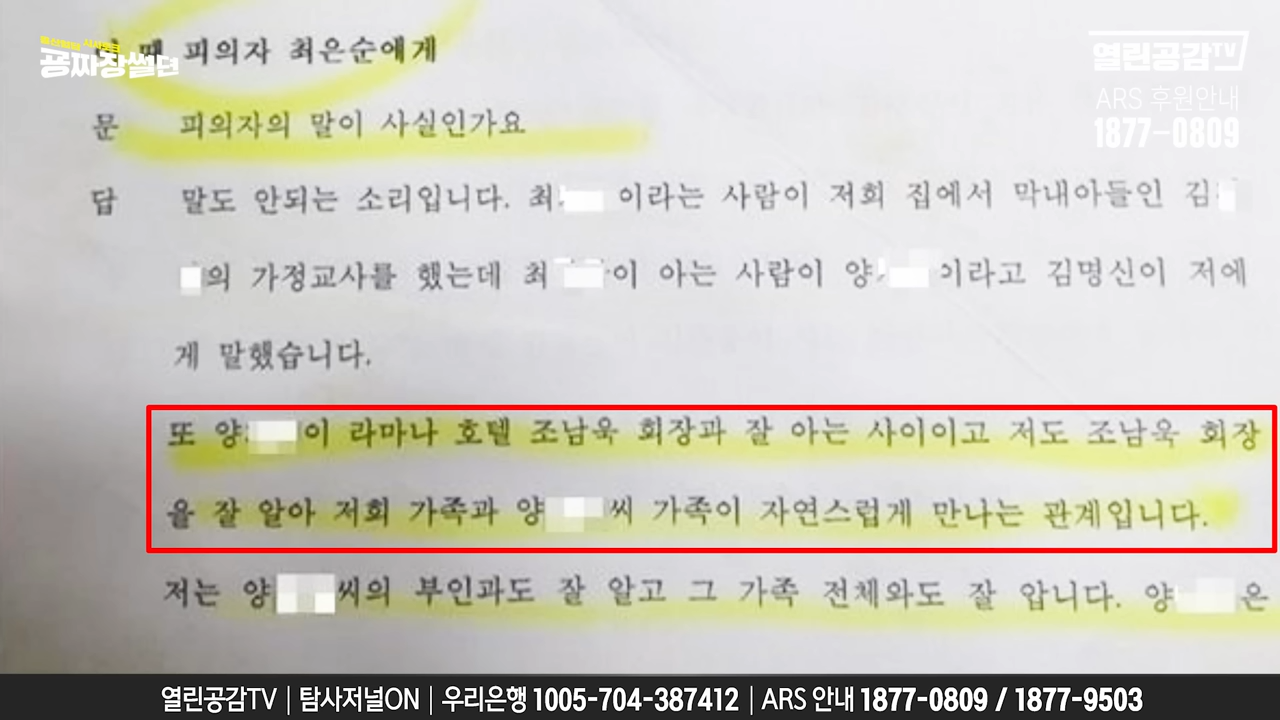 이 때 피의자 최은순에게
공짜장썰뎐
열린공감TV
ARS 후원안내
1877-0809
문 피의자의 말이 사실인가요
답 말도 안되는 소리입니다. 최 이라는 사람이 저희 집에서 막내아들인 김
의 가정교사를 했는데 최 이 아는 사람이 양 이라고 김명신이 저에
게 말했습니다.
또 양 이 라마나 호텔 조남욱 회장과 잘 아는 사이이고 저도 조남욱 회장
을 잘 알아 저희 가족과 양 씨 가족이 자연스럽게 만나는 관계입니다.
저는 양 씨의 부인과도 잘 알고 그 가족 전체와도 잘 압니다. 양 은
열린공감TV | 탐사저널ON | 우리은행 1005-704-387412 | ARS 안내 1877-0809 / 1877-9503